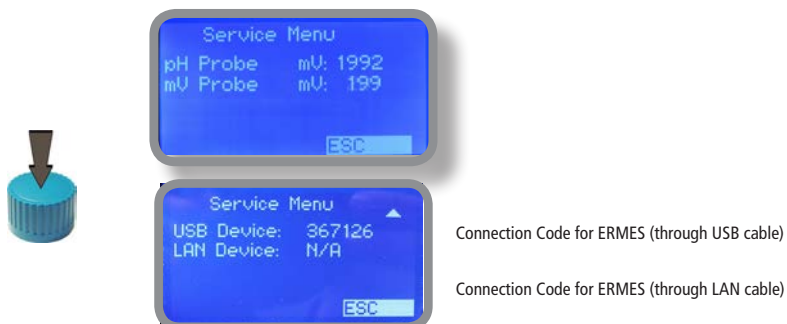 Service Menu
pH Probe mV: 1992
mV Probe mV: 199
ESC
Service Menu
USB Device: 367126
LAN Device: N/A
ESC
Connection Code for ERMES (through USB cable)
Connection Code for ERMES (through LAN cable)